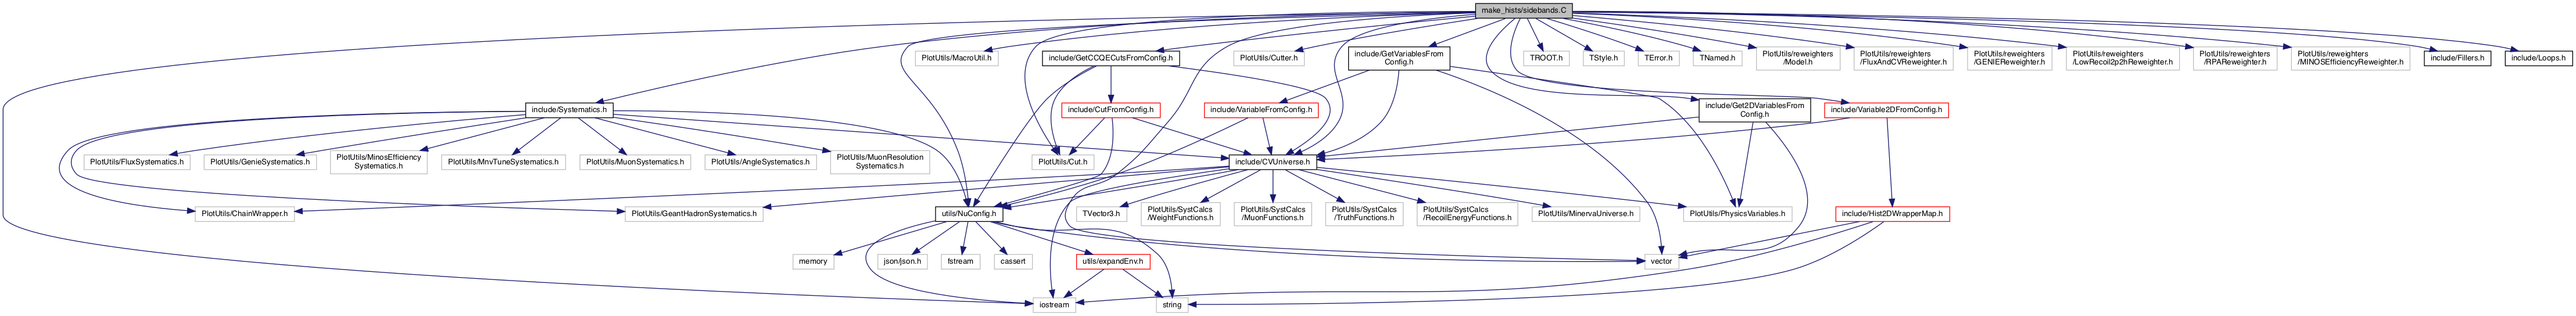 make_hists/sidebands.C
PlotUtils/MacroUtil.h
include/GetCCQECutsFromConfig.h
PlotUtils/Cutter.h
include/GetVariablesFrom
Config.h
TROOT.h
TStyle.h
TError.h
TNamed.h
PlotUtils/reweighters
/Model.h
PlotUtils/reweighters
/FluxAndCVReweighter.h
PlotUtils/reweighters
/GENIEReweighter.h
PlotUtils/reweighters
/LowRecoil2p2hReweighter.h
PlotUtils/reweighters
/RPAReweighter.h
PlotUtils/reweighters
/MINOSEfficiencyReweighter.h
include/Fillers.h
include/Loops.h
include/Systematics.h
include/CutFromConfig.h
include/VariableFromConfig.h
include/Get2DVariablesFrom
Config.h
include/Variable2DFromConfig.h
PlotUtils/FluxSystematics.h
PlotUtils/GenieSystematics.h
PlotUtils/MinosEfficiency
Systematics.h
PlotUtils/MnvTuneSystematics.h
PlotUtils/MuonSystematics.h
PlotUtils/AngleSystematics.h
PlotUtils/MuonResolution
Systematics.h
PlotUtils/Cut.h
include/CVUniverse.h
PlotUtils/ChainWrapper.h
PlotUtils/GeantHadronSystematics.h
utils/NuConfig.h
TVector3.h
PlotUtils/SystCalcs
/WeightFunctions.h
PlotUtils/SystCalcs
/MuonFunctions.h
PlotUtils/SystCalcs
/TruthFunctions.h
PlotUtils/SystCalcs
/RecoilEnergyFunctions.h
PlotUtils/MinervaUniverse.h
PlotUtils/PhysicsVariables.h
include/Hist2DWrapperMap.h
memory
json/json.h
fstream
cassert
utils/expandEnv.h
vector
iostream
string